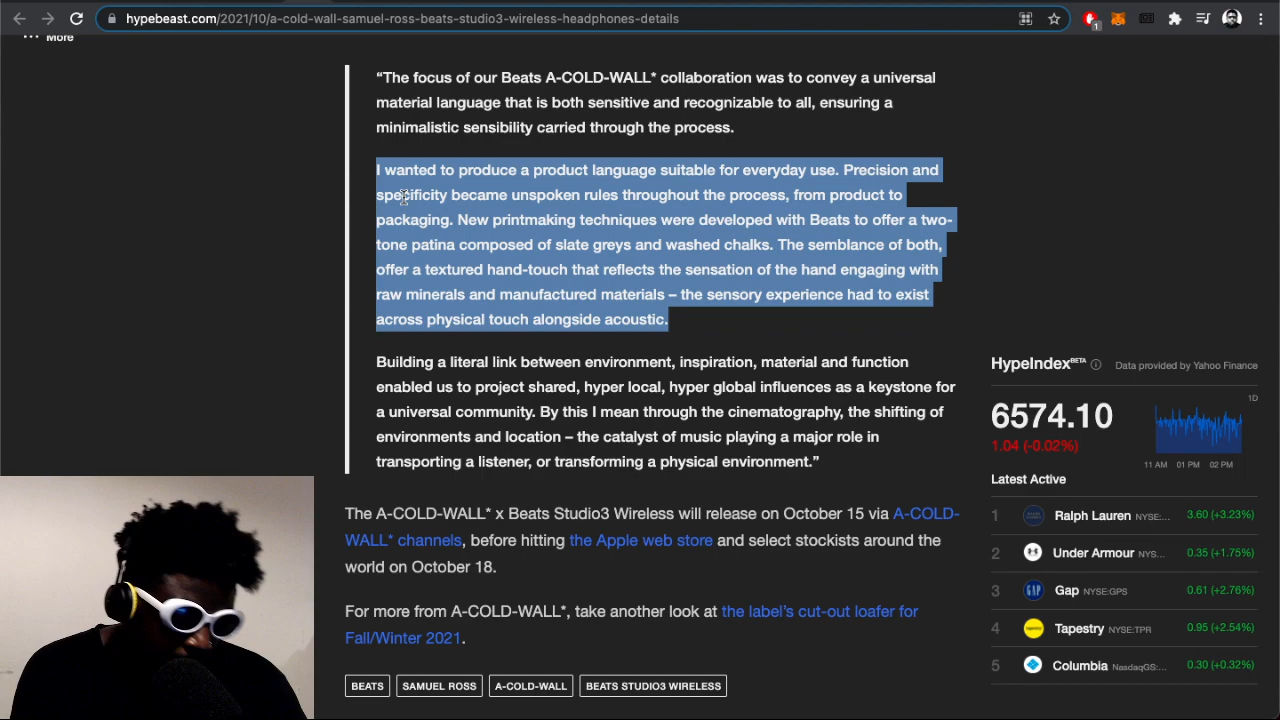 hypebeast.com/2021/10/a-cold-wall-samuel-ross-beats-studio3-wireless-headphones-details
1
More
“The focus of our Beats A-COLD-WALL* collaboration was to convey a universal
material language that is both sensitive and recognizable to all, ensuring a
minimalistic sensibility carried through the process.
I wanted to produce a product language suitable for everyday use. Precision and
specificity became unspoken rules throughout the process, from product to
packaging. New printmaking techniques were developed with Beats to offer a two-
tone patina composed of slate greys and washed chalks. The semblance of both,
offer a textured hand-touch that reflects the sensation of the hand engaging with
raw minerals and manufactured materials – the sensory experience had to exist
across physical touch alongside acoustic.
Building a literal link between environment, inspiration, material and function
enabled us to project shared, hyper local, hyper global influences as a keystone for
a universal community. By this I mean through the cinematography, the shifting of
environments and location – the catalyst of music playing a major role in
transporting a listener, or transforming a physical environment.”
The A-COLD-WALL* x Beats Studio3 Wireless will release on October 15 via A-COLD-
WALL* channels, before hitting the Apple web store and select stockists around the
world on October 18.
For more from A-COLD-WALL*, take another look at the label’s cut-out loafer for
Fall/Winter 2021.
BEATS SAMUEL ROSS A-COLD-WALL BEATS STUDIO3 WIRELESS
HypeIndex BETA Data provided by Yahoo Finance
6574.10 1D
1.04 (-0.02%)
11 AM 01 PM 02 PM
Latest Active
1 Ralph Lauren NYSE:... 3.60 (+3.23%)
2 Under Armour NYS... 0.35 (+1.75%)
3 Gap NYSE:GPS 0.61 (+2.76%)
4 Tapestry NYSE:TPR 0.95 (+2.54%)
5 Columbia NasdaqGS:... 0.30 (+0.32%)